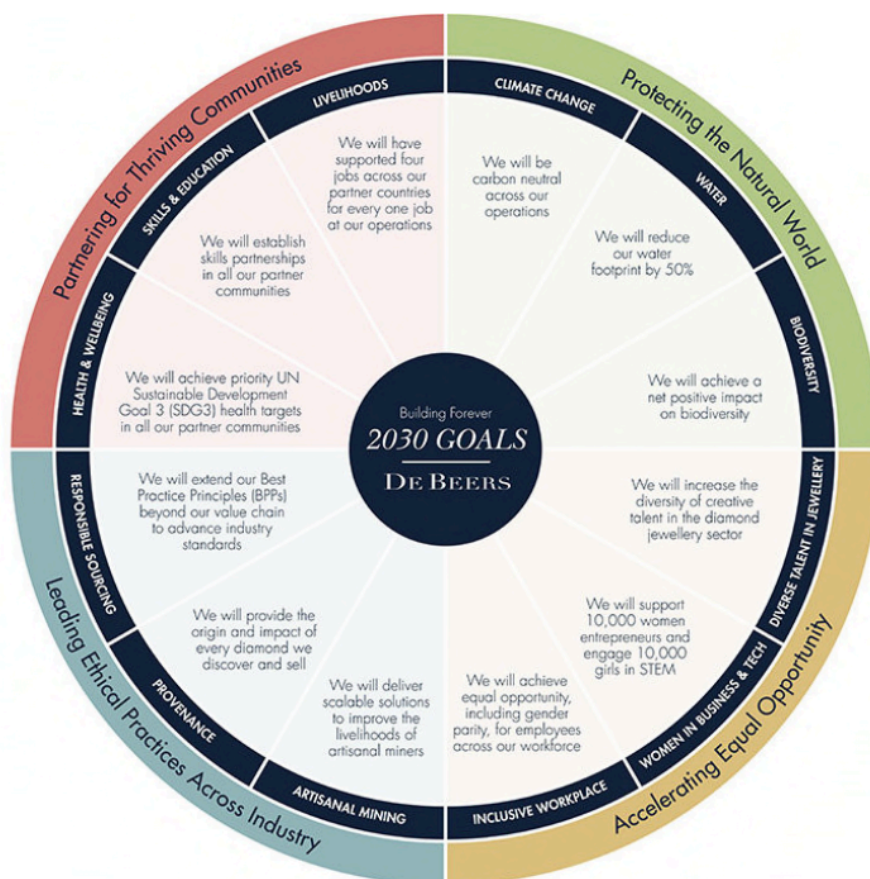 Partnering for Thriving Communities
LIVELIHOODS
We will have
supported four
jobs across our
partner countries
for every one job
at our operations
SKILLS & EDUCATION
We will establish
skills partnerships
in all our partner
communities
HEALTH & WELLBEING
We will achieve priority UN
Sustainable Development
Goal 3 (SDG3) health targets
in all our partner communities
Protecting the Natural World
CLIMATE CHANGE
We will be
carbon neutral
across our
operations
WATER
We will reduce
our water
footprint by 50%
BIODIVERSITY
We will achieve a
net positive impact
on biodiversity
Building Forever
2030 GOALS
DE BEERS
Accelerating Equal Opportunity
DIVERSE TALENT IN JEWELLERY
We will increase the
diversity of creative
talent in the diamond
jewellery sector
WOMEN IN BUSINESS & TECH
We will support
10,000 women
entrepreneurs and
engage 10,000
girls in STEM
INCLUSIVE WORKPLACE
We will achieve
equal opportunity,
including gender
parity, for employees
across our workforce
Leading Ethical Practices Across Industry
ARTISANAL MINING
We will deliver
scalable solutions
to improve the
livelihoods of
artisanal miners
PROVENANCE
We will provide the
origin and impact of
every diamond we
discover and sell
RESPONSIBLE SOURCING
We will extend our Best
Practice Principles (BPPs)
beyond our value chain
to advance industry
standards